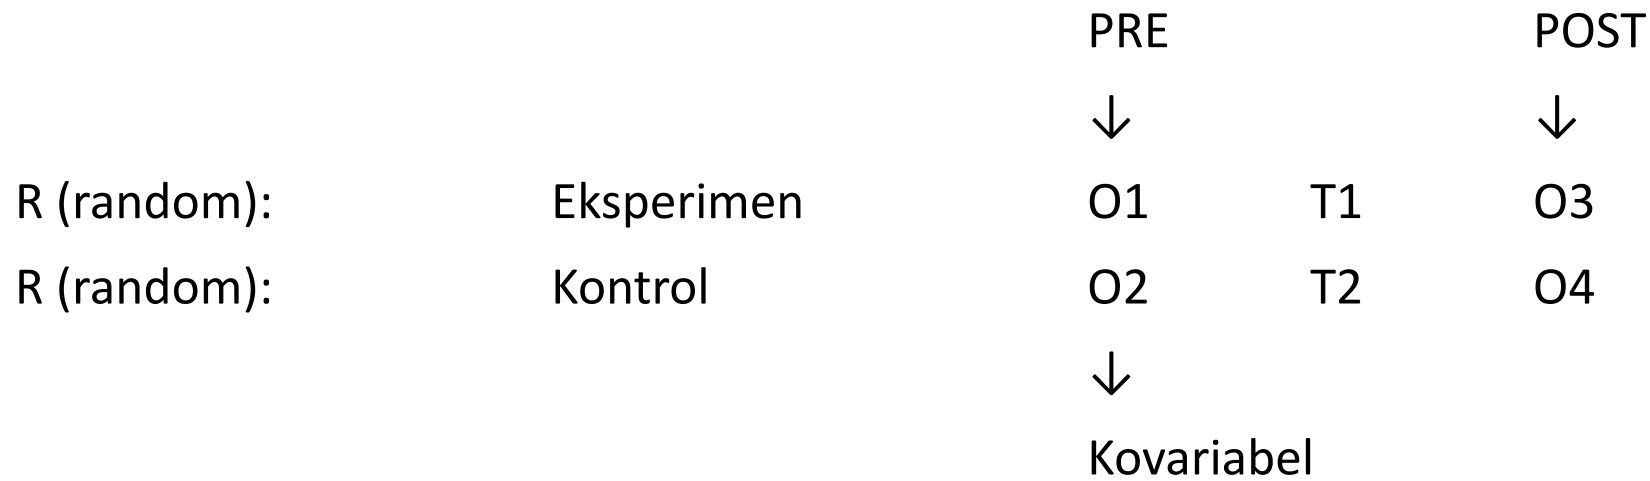 PRE POST
↓ ↓
R (random): Eksperimen O1 T1 O3
R (random): Kontrol O2 T2 O4
↓
Kovariabel